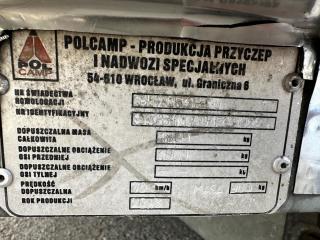 POL
CAMP
POLCAMP - PRODUKCJA PRZYCZEP
I NADWOZI SPECJALNYCH
54-610 WROCŁAW, ul. Graniczna 6
NR ŚWIADECTWA
HOMOLOGACJI
NR IDENTYFIKACYJNY
DOPUSZCZALNA MASA
CAŁKOWITA kg
DOPUSZCZALNE OBCIĄŻENIE
OSI PRZEDNIEJ kg
DOPUSZCZALNE OBCIĄŻENIE
OSI TYLNEJ kg
PRĘDKOŚĆ
DOPUSZCZALNA km/h kg
ROK PRODUKCJI